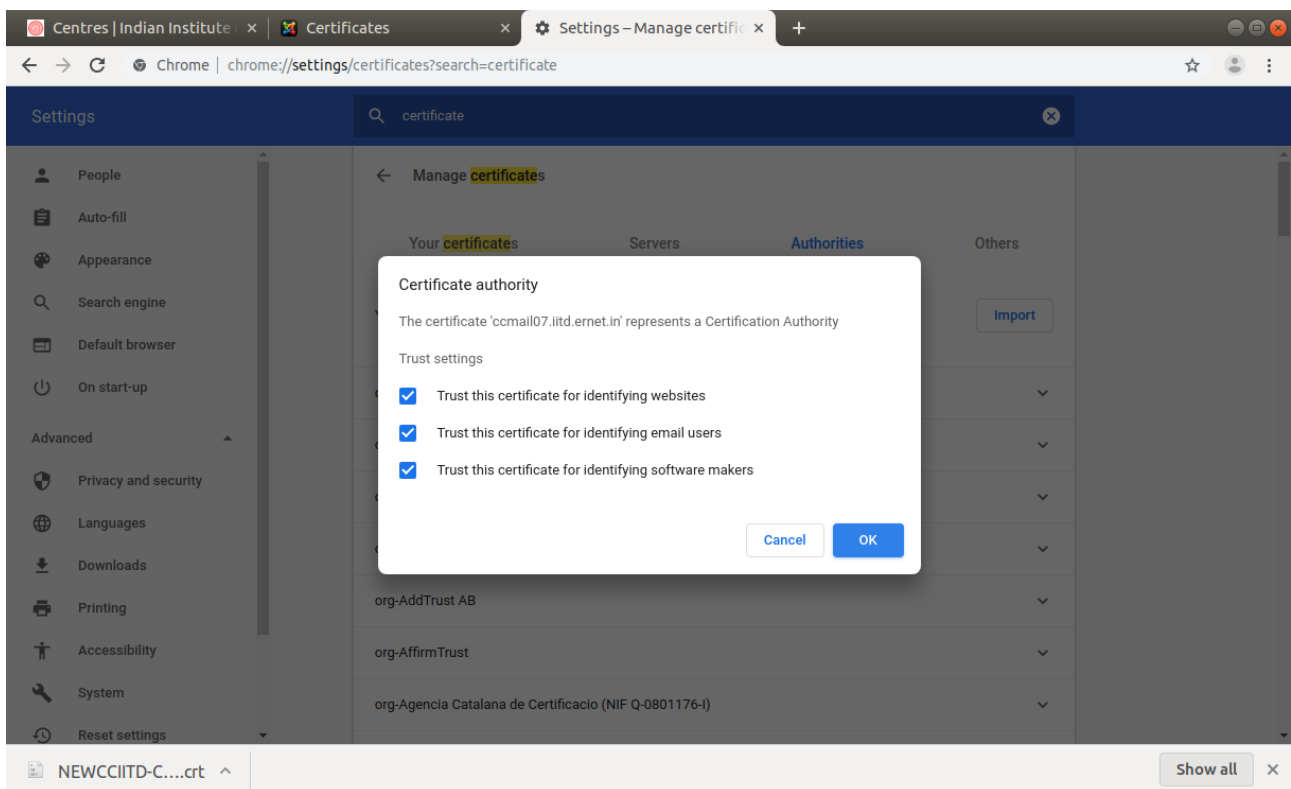 Centres | Indian Institute
Certificates
Settings – Manage certific
Chrome | chrome://settings/certificates?search=certificate
Settings
certificate
People
Auto-fill
Appearance
Search engine
Default browser
On start-up
Advanced
Privacy and security
Languages
Downloads
Printing
Accessibility
System
Reset settings
Manage certificates
Your certificates Servers Authorities Others
Import
Certificate authority
The certificate 'ccmail07.iitd.ernet.in' represents a Certification Authority
Trust settings
Trust this certificate for identifying websites
Trust this certificate for identifying email users
Trust this certificate for identifying software makers
Cancel OK
org-AddTrust AB
org-AffirmTrust
org-Agencia Catalana de Certificacio (NIF Q-0801176-I)
NEWCCIITD-C....crt
Show all